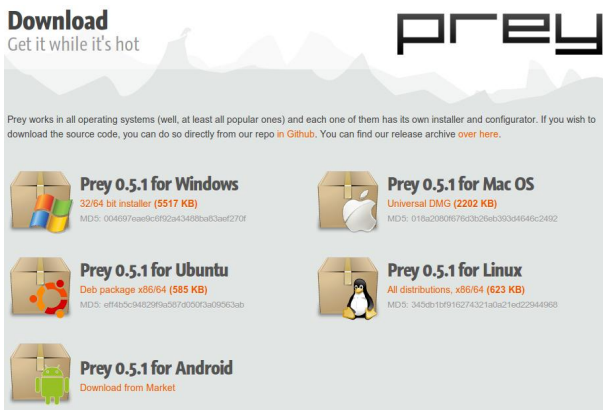 Download
Get it while it's hot
prey
Prey works in all operating systems (well, at least all popular ones) and each one of them has its own installer and configurator. If you wish to
download the source code, you can do so directly from our repo in Github. You can find our release archive over here.
Prey 0.5.1 for Windows
32/64 bit installer (5517 KB)
MD5: 004697eae9c6f92a43488ba83aef270f
Prey 0.5.1 for Mac OS
Universal DMG (2202 KB)
MD5: 018a2080f676d3b26eb393d4646c2492
Prey 0.5.1 for Ubuntu
Deb package x86/64 (585 KB)
MD5: eff4b5c94829f9a587d050f3a09563ab
Prey 0.5.1 for Linux
All distributions, x86/64 (623 KB)
MD5: 345db1bf916274321a0a21ed22944968
Prey 0.5.1 for Android
Download from Market